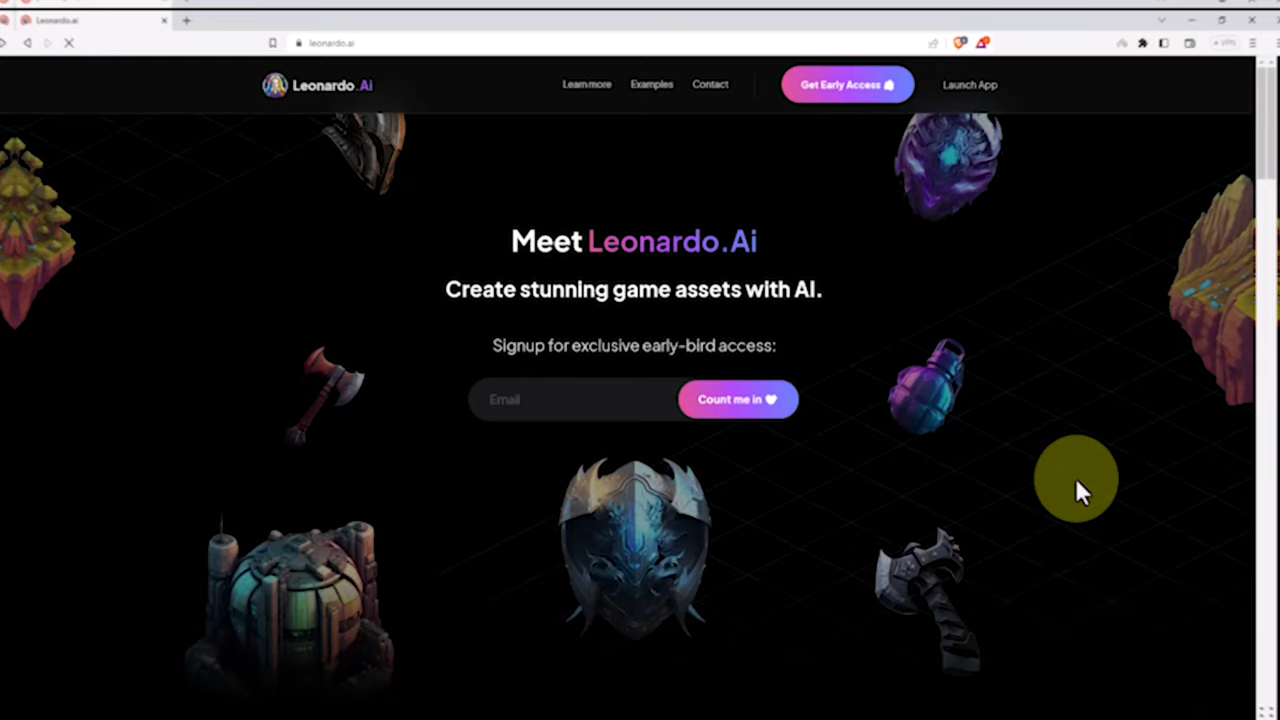 Leonardo.ai
leonardo.ai
VPN
Leonardo.Ai
Learn more
Examples
Contact
Get Early Access
Launch App
Meet Leonardo.Ai
Create stunning game assets with AI.
Signup for exclusive early-bird access:
Email
Count me in